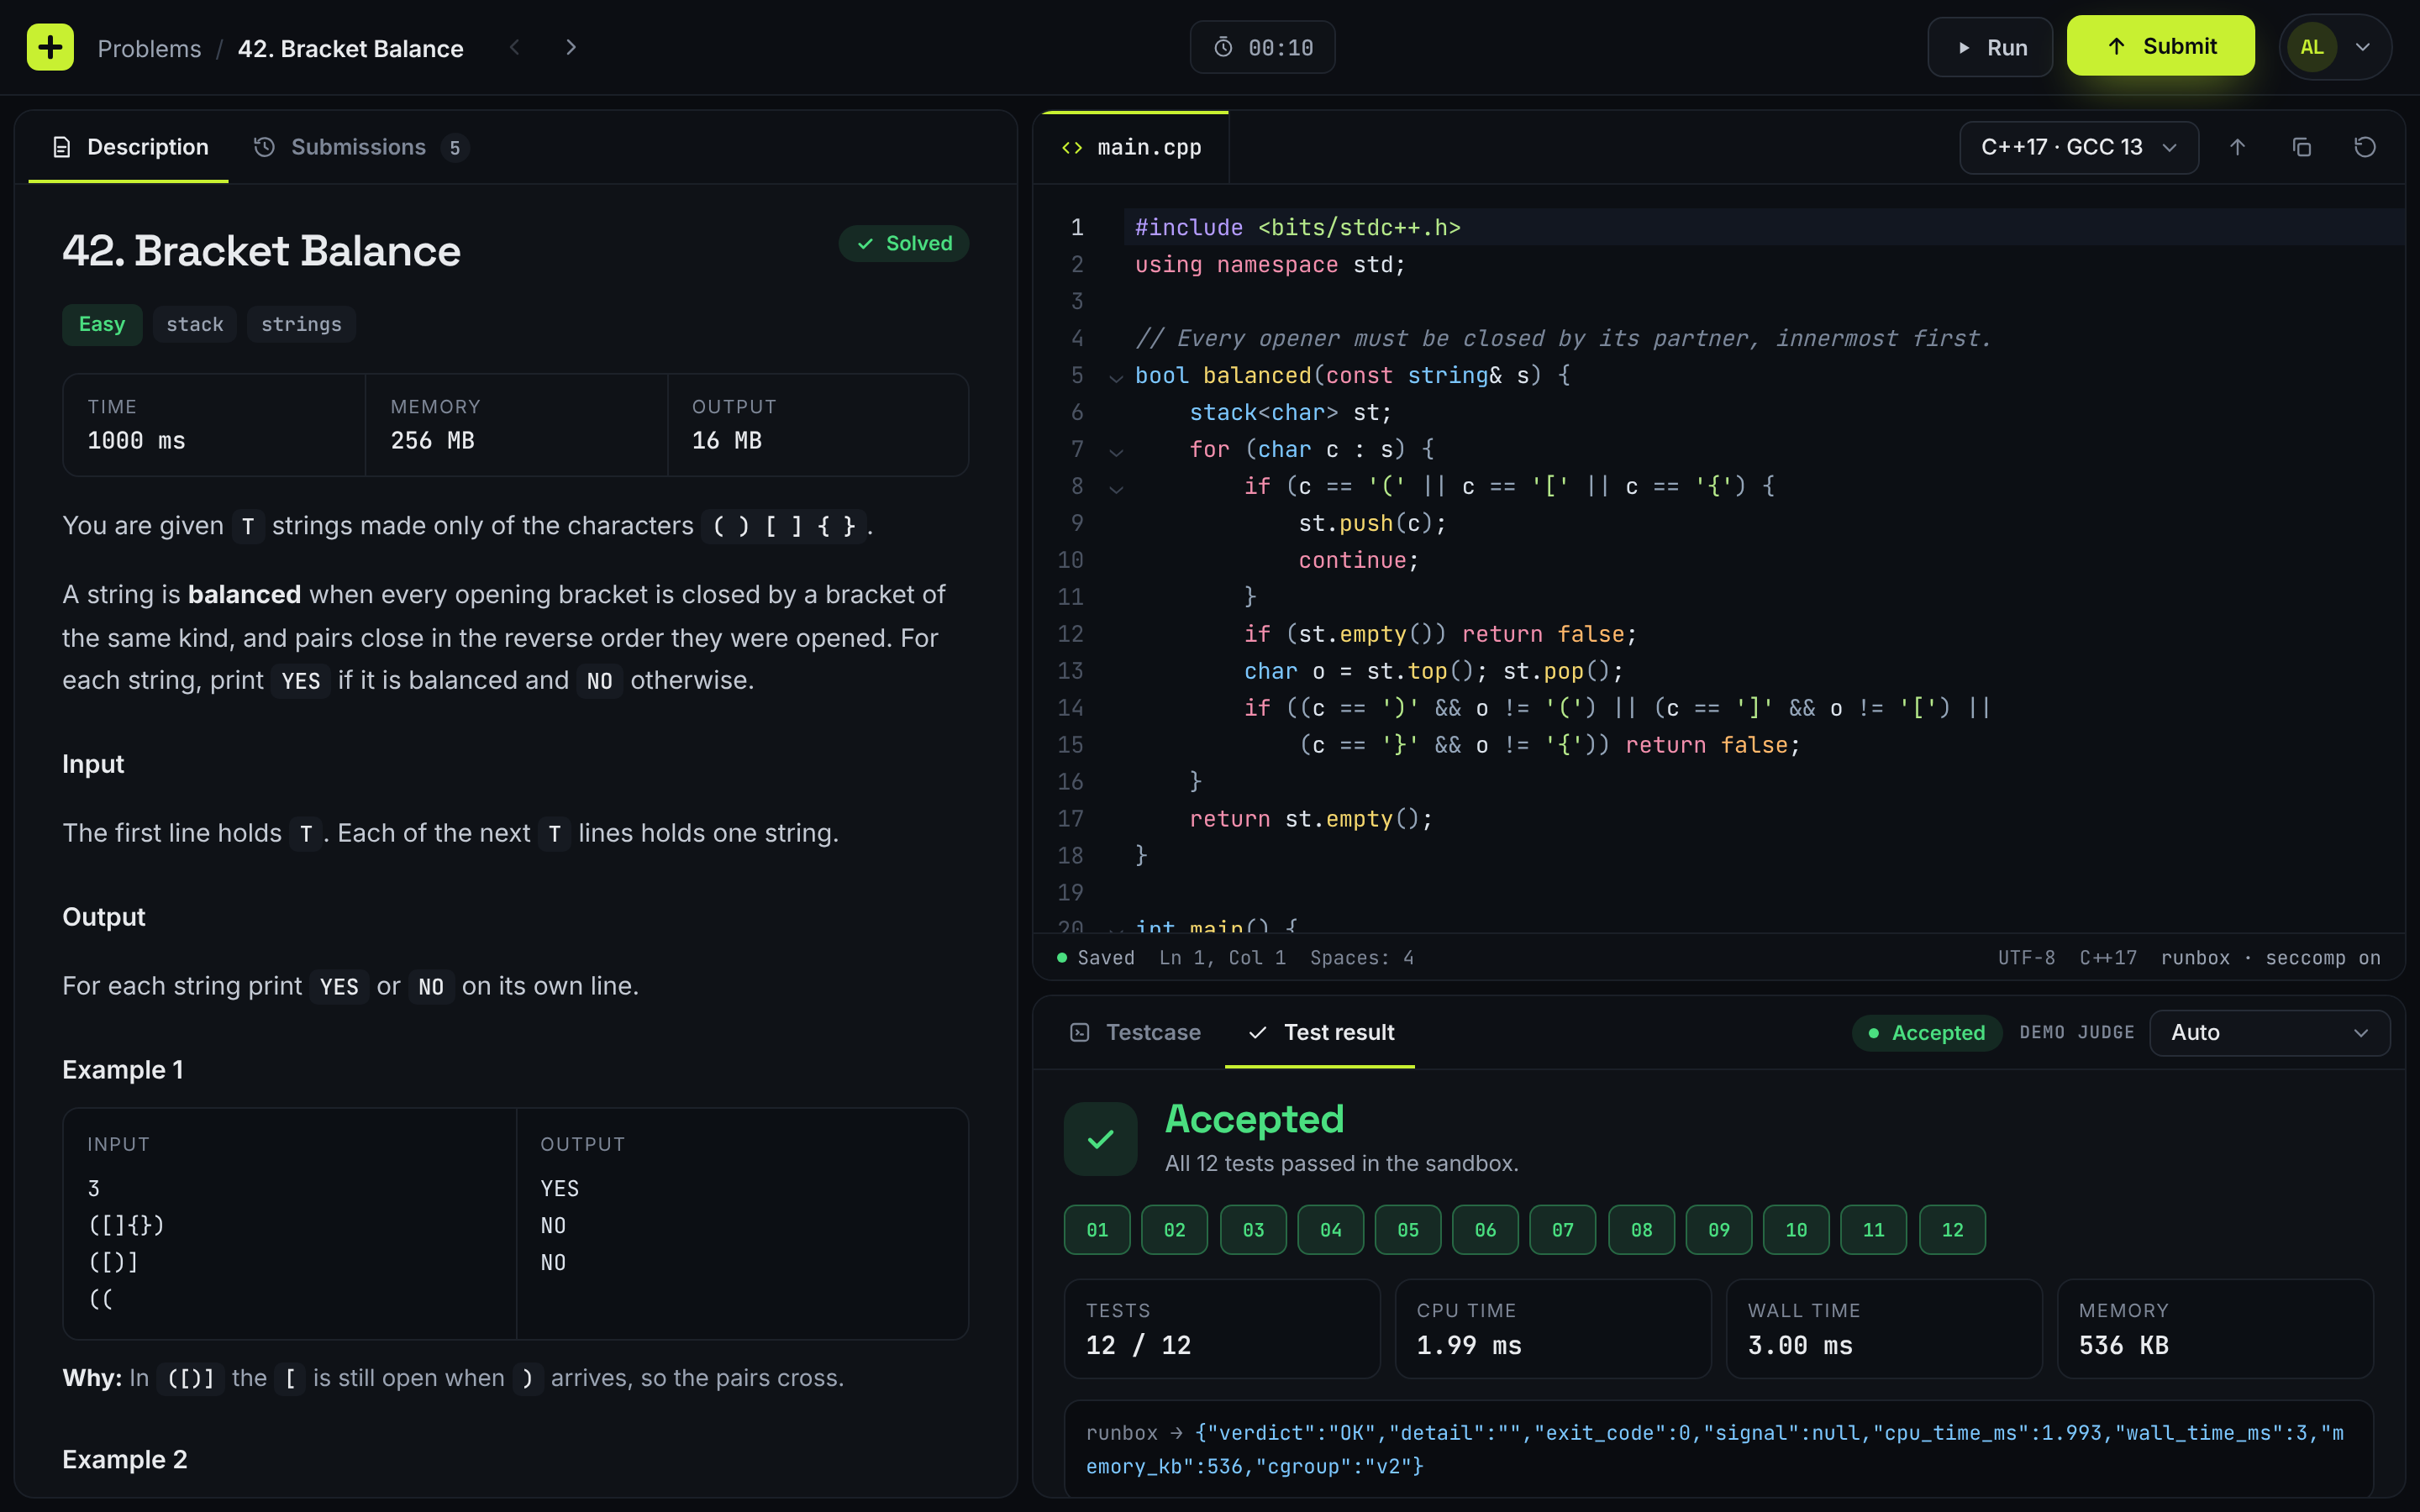 Problems / 42. Bracket Balance
00:10
Run
Submit
AL
Description
Submissions 5
42. Bracket Balance
Solved
Easy stack strings
TIME MEMORY OUTPUT
1000 ms 256 MB 16 MB
You are given T strings made only of the characters ( ) [ ] { } .
A string is balanced when every opening bracket is closed by a bracket of
the same kind, and pairs close in the reverse order they were opened. For
each string, print YES if it is balanced and NO otherwise.
Input
The first line holds T . Each of the next T lines holds one string.
Output
For each string print YES or NO on its own line.
Example 1
INPUT
3
([]{})
([)]
((
OUTPUT
YES
NO
NO
Why: In ([)] the [ is still open when ) arrives, so the pairs cross.
Example 2
main.cpp
C++17 · GCC 13
1 #include <bits/stdc++.h>
2 using namespace std;
3
4 // Every opener must be closed by its partner, innermost first.
5 bool balanced(const string& s) {
6     stack<char> st;
7     for (char c : s) {
8         if (c == '(' || c == '[' || c == '{') {
9             st.push(c);
10             continue;
11         }
12         if (st.empty()) return false;
13         char o = st.top(); st.pop();
14         if ((c == ')' && o != '(') || (c == ']' && o != '[') ||
15             (c == '}' && o != '{')) return false;
16     }
17     return st.empty();
18 }
19
20 int main() {
Saved Ln 1, Col 1 Spaces: 4
UTF-8 C++17 runbox · seccomp on
Testcase
Test result
Accepted
DEMO JUDGE
Auto
Accepted
All 12 tests passed in the sandbox.
01 02 03 04 05 06 07 08 09 10 11 12
TESTS CPU TIME WALL TIME MEMORY
12 / 12 1.99 ms 3.00 ms 536 KB
runbox → {"verdict":"OK","detail":"","exit_code":0,"signal":null,"cpu_time_ms":1.993,"wall_time_ms":3,"m
emory_kb":536,"cgroup":"v2"}